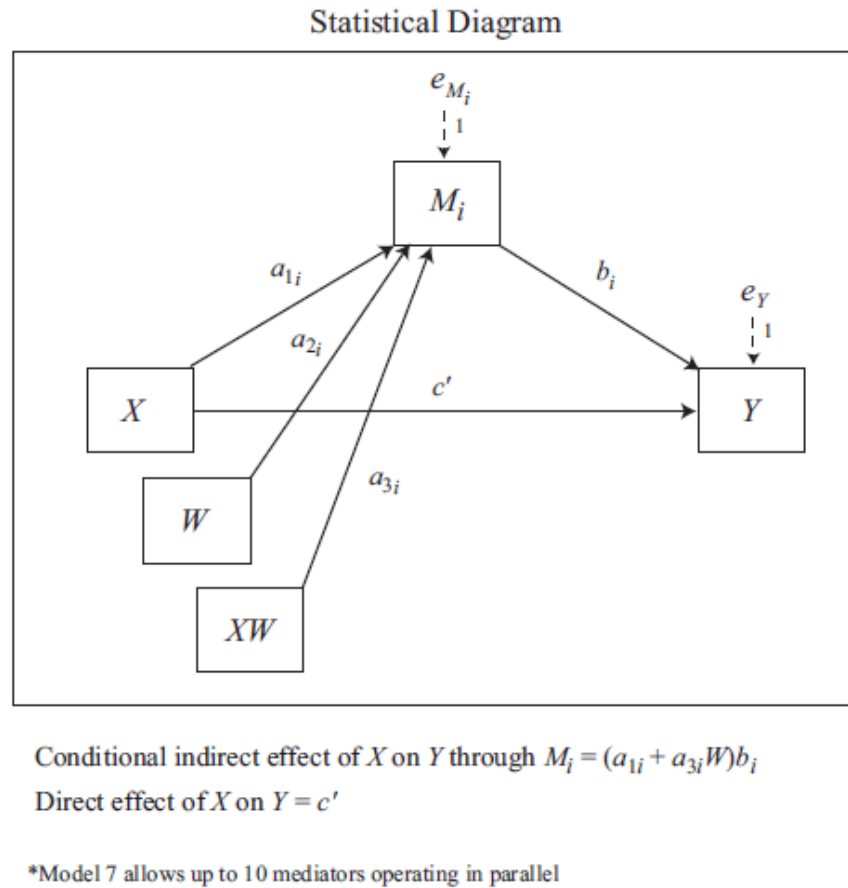 Statistical Diagram
e_{M_i}
1
M_i
a_{1i}
b_i
e_Y
1
a_{2i}
X
c′
Y
a_{3i}
W
XW
Conditional indirect effect of X on Y through M_i = (a_{1i} + a_{3i}W)b_i
Direct effect of X on Y = c′
*Model 7 allows up to 10 mediators operating in parallel